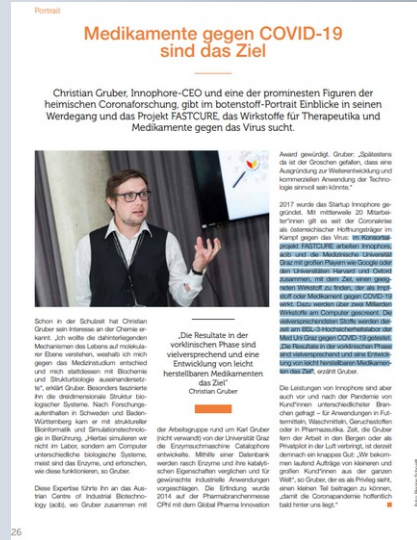 Portrait
Medikamente gegen COVID-19
sind das Ziel
Christian Gruber, Innophore-CEO und eine der prominesten Figuren der
heimischen Coronaforschung, gibt im botenstoff-Portrait Einblicke in seinen
Werdegang und das Projekt FASTCURE, das Wirkstoffe für Therapeutika und
Medikamente gegen das Virus sucht.
Schon in der Schulzeit hat Christian
Gruber sein Interesse an der Chemie er-
kannt. „Ich wollte die dahinterliegenden
Mechanismen des Lebens auf molekula-
rer Ebene verstehen, weshalb ich mich
gegen das Medizinstudium entschied
und mich stattdessen mit Biochemie
und Strukturbiologie auseinandersetz-
te“, erklärt Gruber. Besonders faszinierte
ihn die dreidimensionale Struktur bio-
logischer Systeme. Nach Forschungs-
aufenthalten in Schweden und Baden-
Württemberg kam er mit struktureller
Bioinformatik und Simulationstechnolo-
gie in Berührung. „Hierbei simulieren wir
nicht im Labor, sondern am Computer
unterschiedliche biologische Systeme,
meist sind das Enzyme, und erforschen,
wie diese funktionieren, so Gruber.
Diese Expertise führte ihn an das Aus-
trian Centre of Industrial Biotechno-
logy (acib), wo Gruber zusammen mit
„Die Resultate in der
vorklinischen Phase sind
vielversprechend und eine
Entwicklung von leicht
herstellbaren Medikamenten
das Ziel“
Christian Gruber
der Arbeitsgruppe rund um Karl Gruber
(nicht verwandt) von der Universität Graz
die Enzymsuchmaschine Catalophore
entwickelte. Mithilfe einer Datenbank
werden nasch Enzyme und ihre katalyti-
schen Eigenschaften verglichen und für
gewünschte industrielle Anwendungen
vorgeschlagen. Die Erfindung wurde
2014 auf der Pharmabranchenmesse
CPhI mit dem Global Pharma Innovation
Award gewürdigt. Gruber: „Spätestens
da ist der Groschen gefallen, dass eine
Ausgründung zur Weiterentwicklung und
kommerziellen Anwendung der Techno-
logie sinnvoll sein könnte.“
2017 wurde das Startup Innophore ge-
gründet. Mit mittlerweile 20 Mitarbei-
ter*innen gilt es seit der Coronakrise
als österreichischer Hoffnungsträger im
Kampf gegen das Virus: Im Konsortial-
projekt FASTCURE arbeiten Innophore,
acib und die Medizinische Universität
Graz mit großen Playern wie Google oder
den Universitäten Harvard und Oxford
zusammen, mit dem Ziel, einen geeig-
neten Wirkstoff zu finden, der als Impf-
stoff oder Medikament gegen COVID-19
wirkt. Dazu werden über zwei Milliarden
Wirkstoffe am Computer gescreent. Die
vielversprechendsten Stoffe werden der-
zeit am BSL-3-Hochsicherheitslabor der
Med Uni Graz gegen COVID-19 getestet.
„Die Resultate in der vorklinischen Phase
sind vielversprechend und eine Entwick-
lung von leicht herstellbaren Medikamen-
ten das Ziel“, erzählt Gruber.
Die Leistungen von Innophore sind aber
auch vor und nach der Pandemie von
Kund*innen unterschiedlichster Bran-
chen gefragt – für Anwendungen in Fut-
termitteln, Waschmitteln, Geruchsstoffen
oder in Pharmazeutika. Zeit, die Gruber
fern der Arbeit in den Bergen oder als
Privatpilot in der Luft verbringt, ist derzeit
dennoch ein knappes Gut: „Wir bekom-
men laufend Aufträge von kleineren und
großen Kund*innen aus der ganzen
Welt“, so Gruber, der es als Privileg sieht,
einen kleinen Teil beitragen zu können,
„damit die Coronapandemie hoffentlich
bald hinter uns liegt.“
26